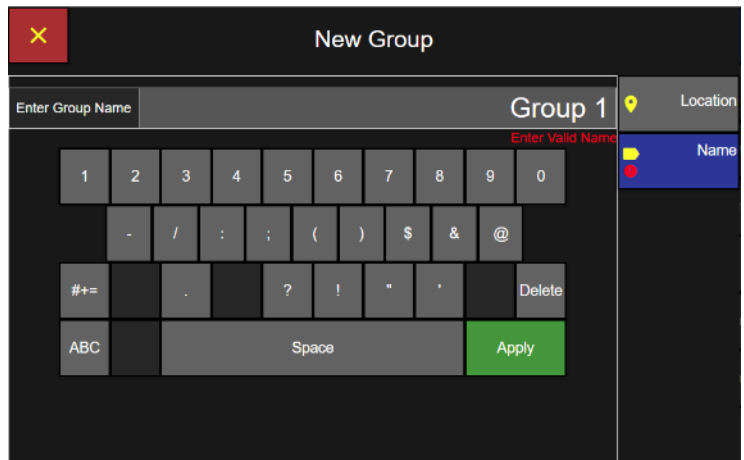 × New Group
Enter Group Name Group 1
Enter Valid Name
Location
Name
1 2 3 4 5 6 7 8 9 0
- / : ; ( ) $ & @
#+= . ? ! " ' Delete
ABC Space Apply